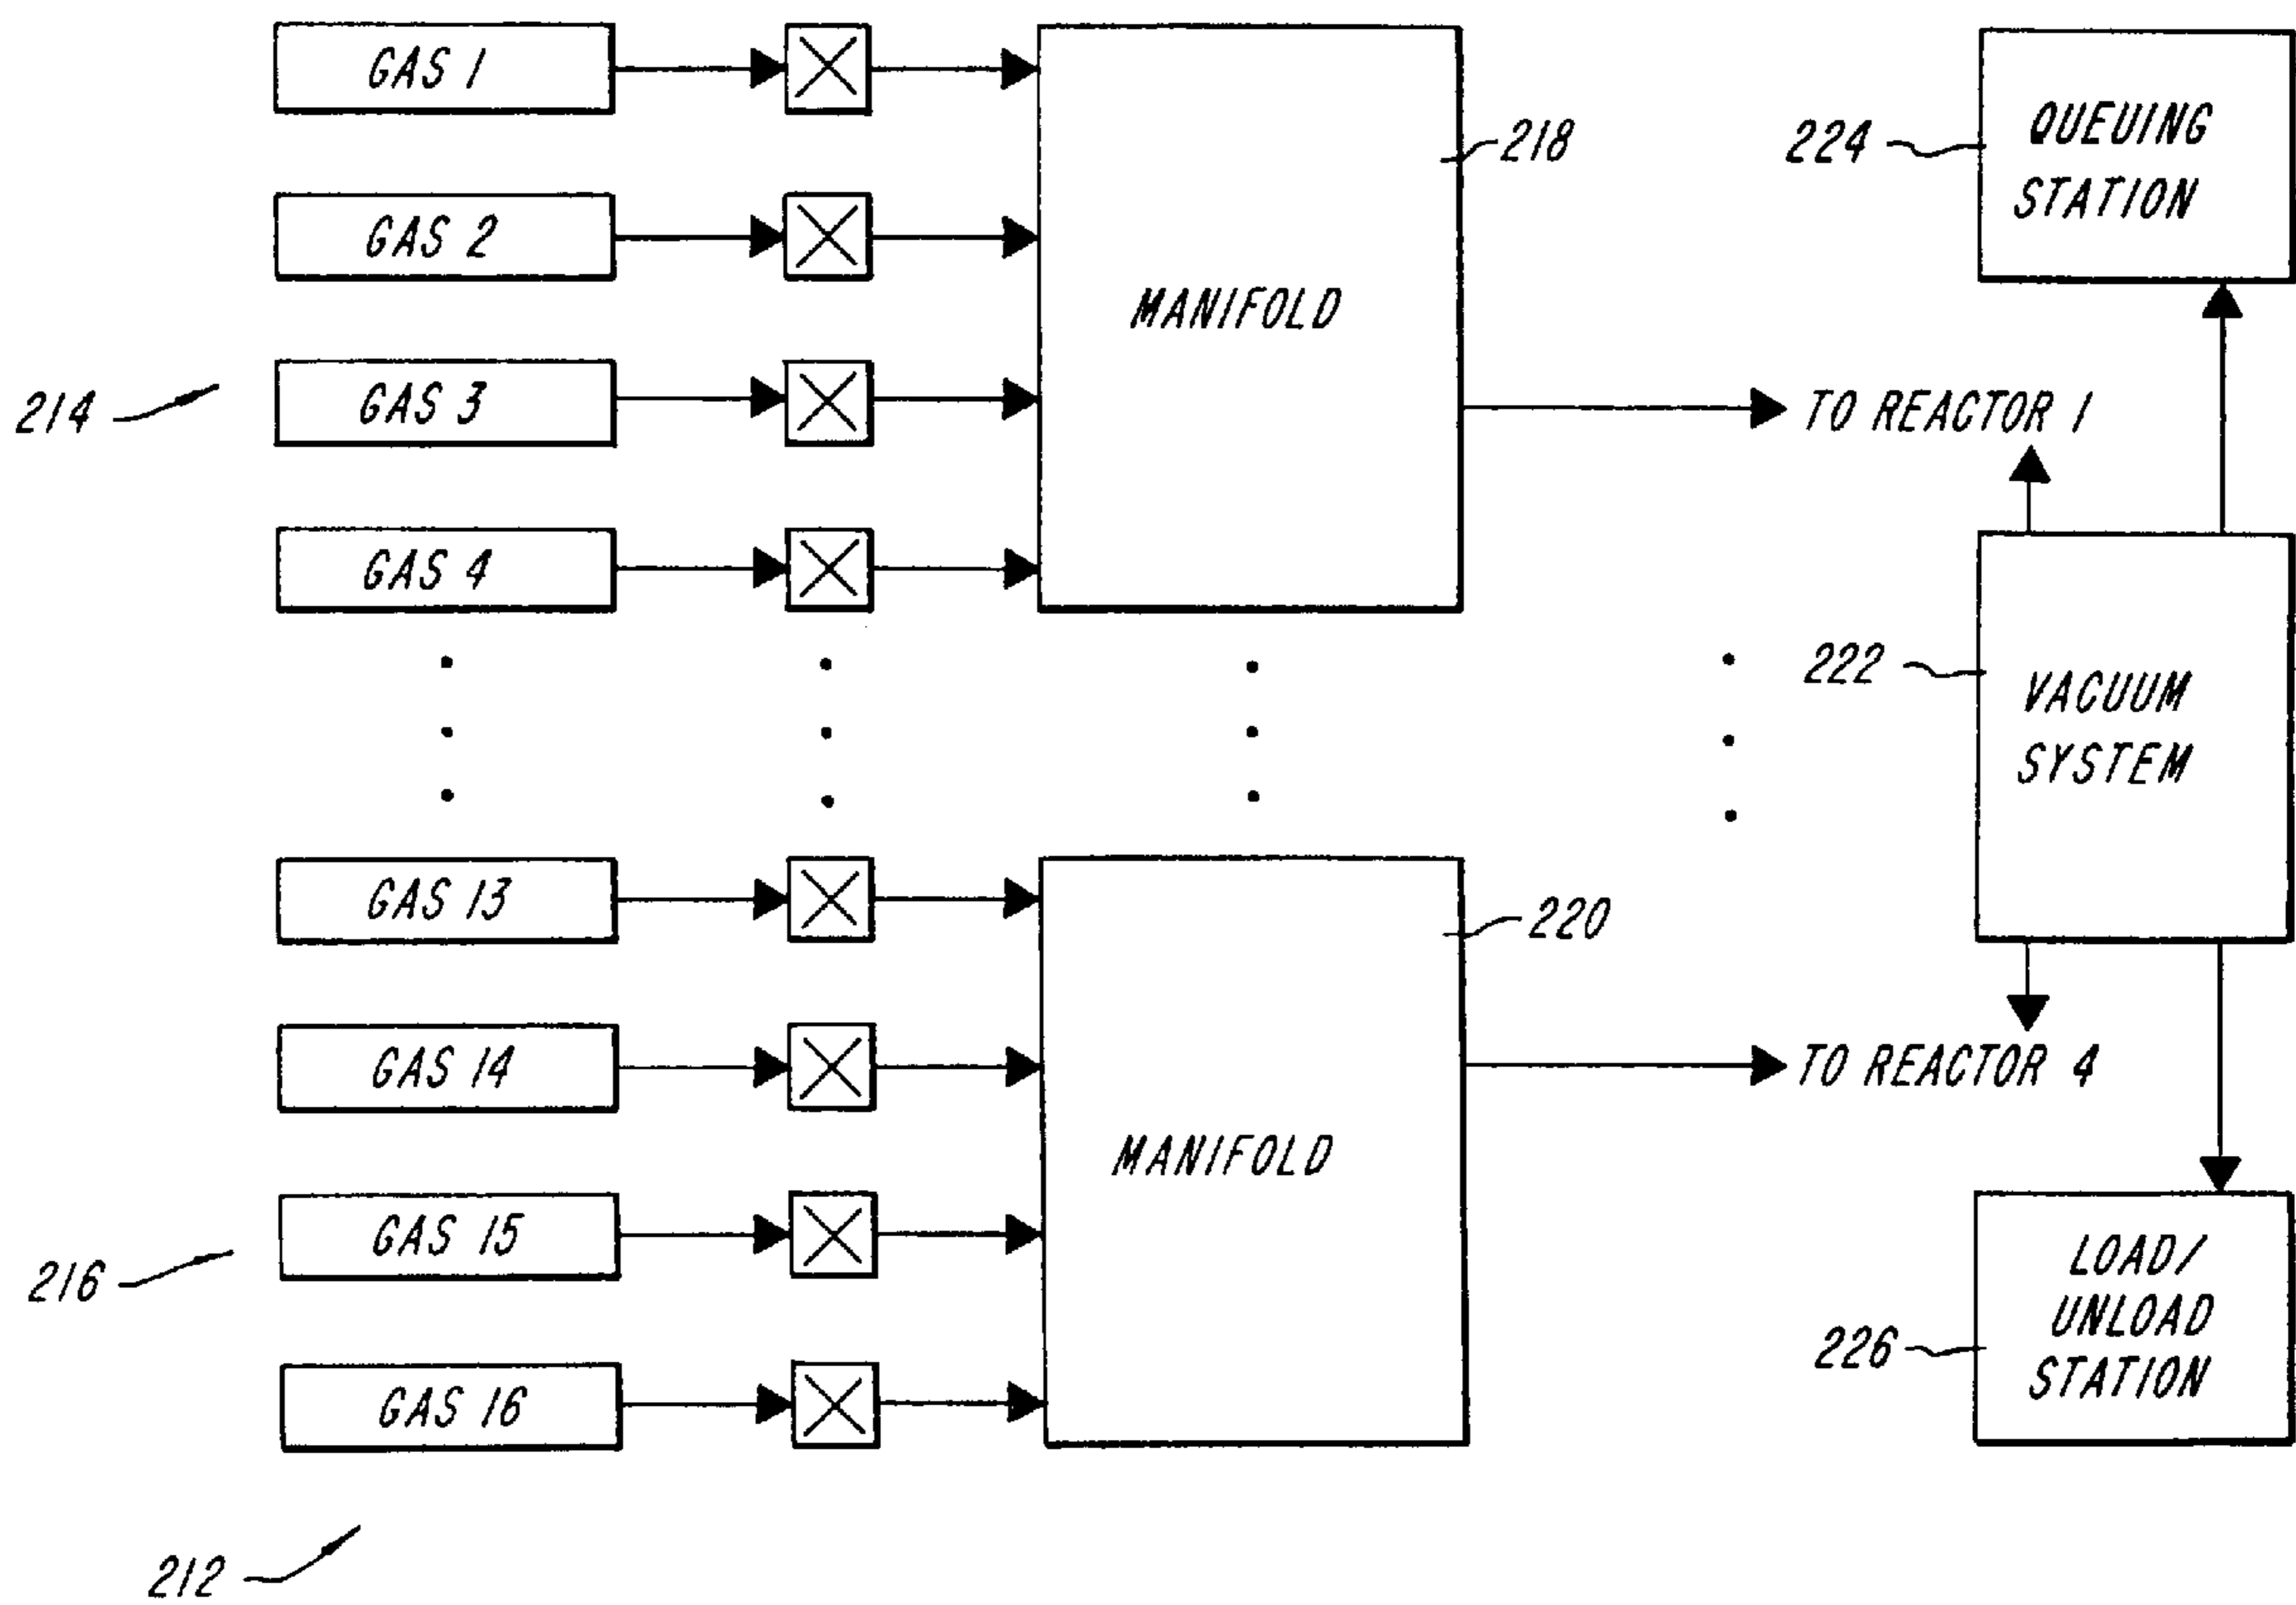 GAS 1
GAS 2
GAS 3
GAS 4
214
MANIFOLD
218
TO REACTOR 1
224
QUEUING
STATION
222
VACUUM
SYSTEM
GAS 13
GAS 14
GAS 15
GAS 16
216
MANIFOLD
220
TO REACTOR 4
226
LOAD/
UNLOAD
STATION
212